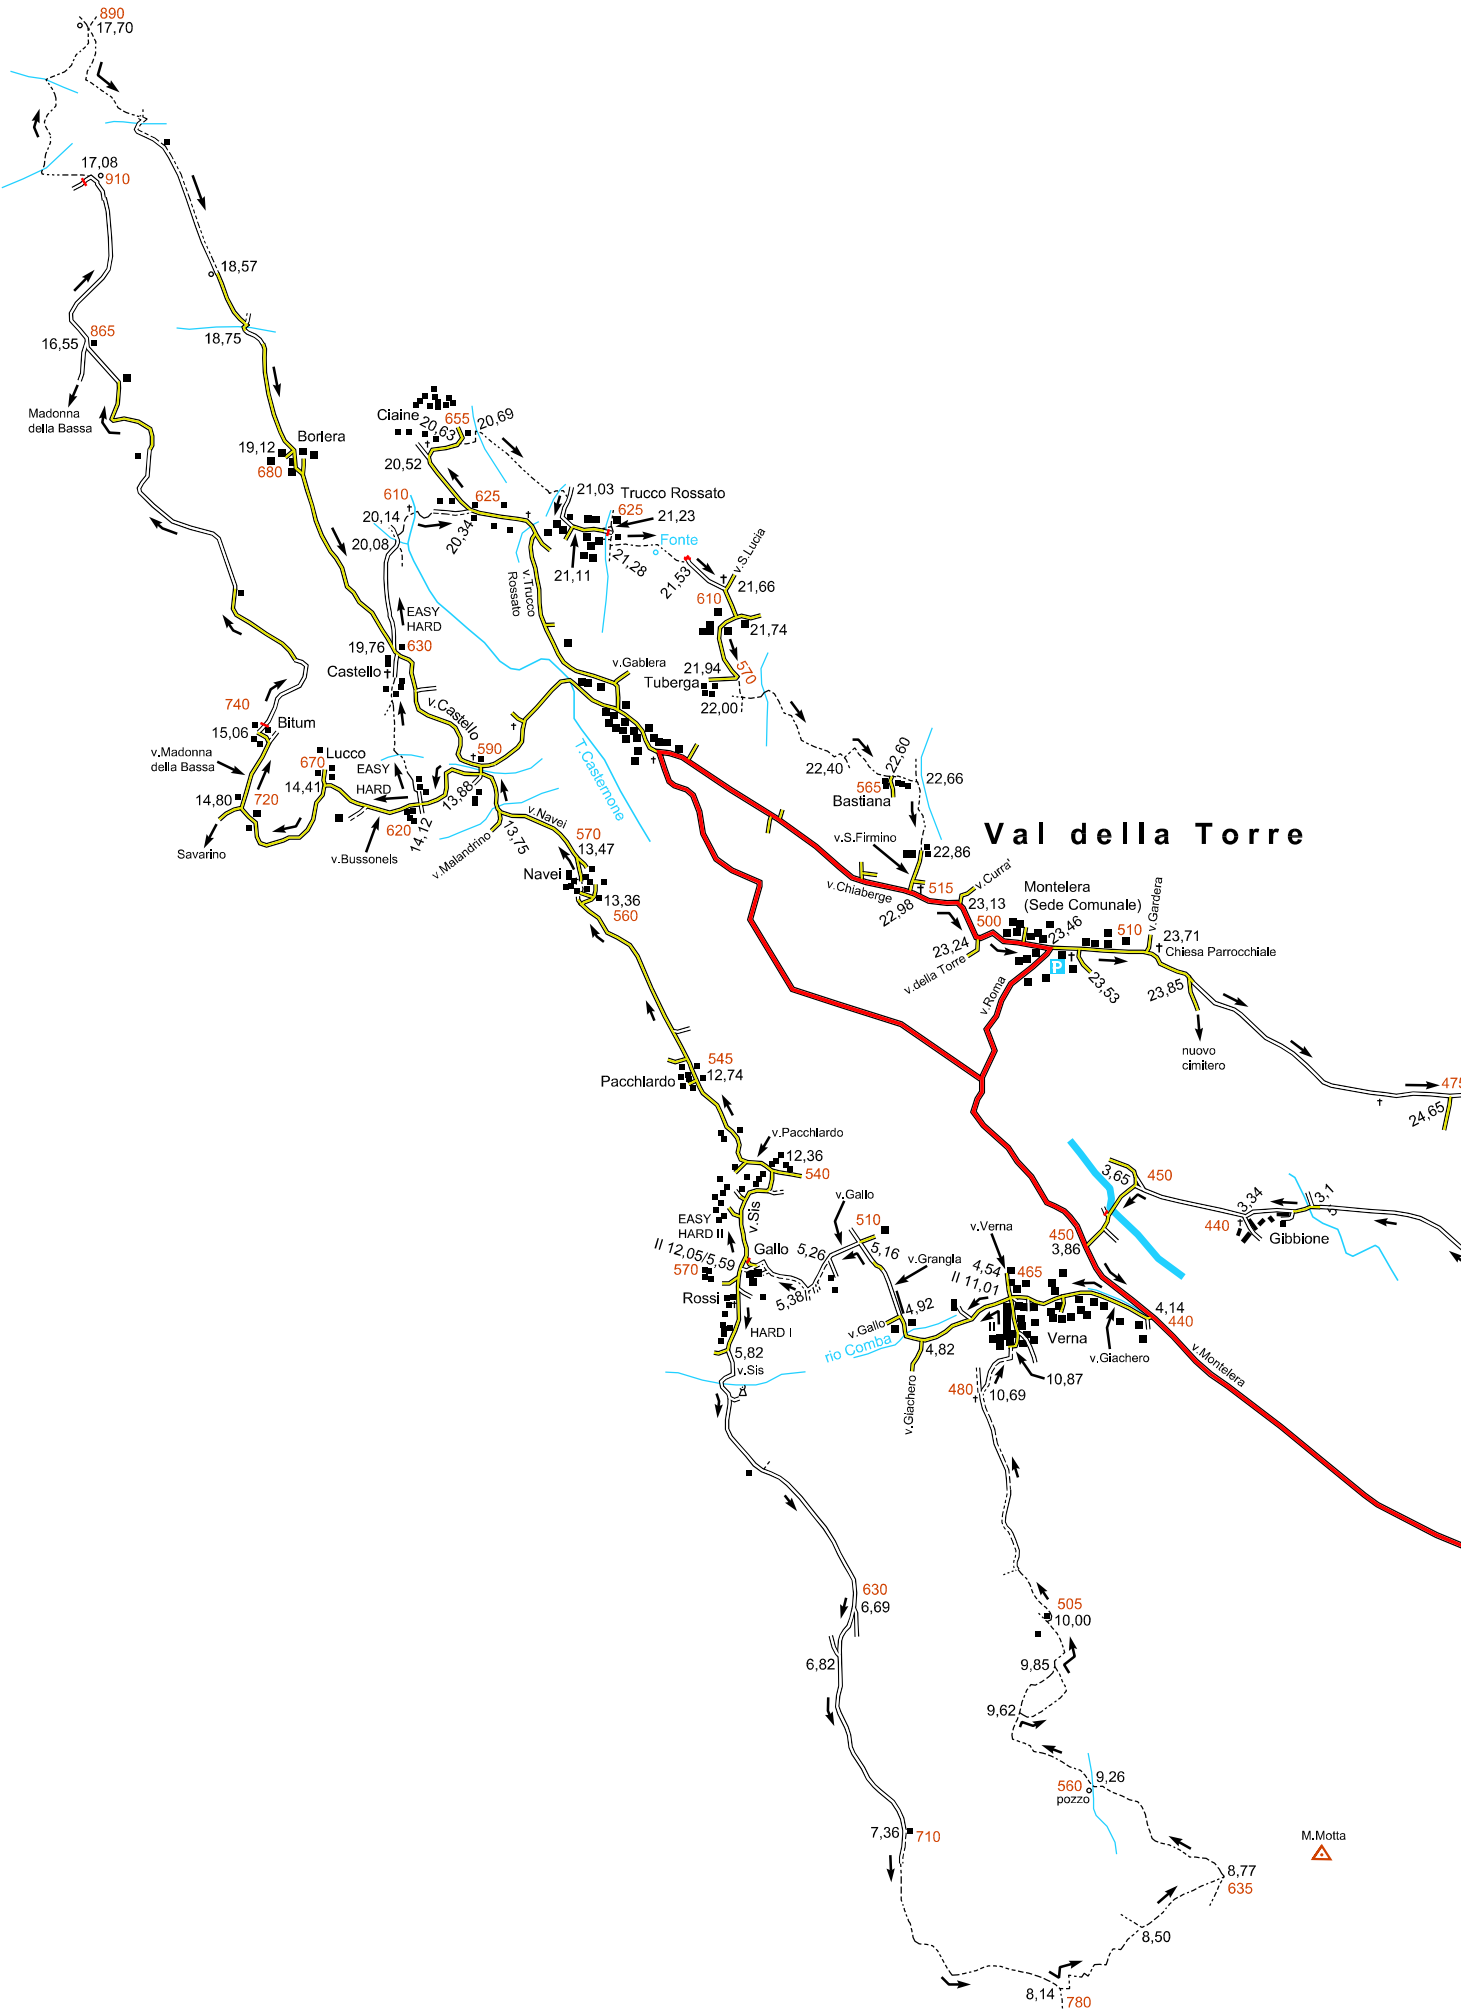 890
17,70
17,08
910
18,57
18,75
865
16,55
Madonna
della Bassa
Borlera
19,12
680
Ciaine
20,63
655
20,69
20,52
610
625
20,14
20,08
20,34
21,03
Trucco Rossato
625
21,23
Fonte
21,11
21,28
21,53
v.S.Lucia
v.Trucco
Rossato
610
21,66
21,74
EASY
HARD
19,76
630
Castello
v.Castello
v.Gablera
21,94
570
Tuberga
22,00
740
Bitum
15,06
v.Madonna
della Bassa
Lucco
670
EASY
HARD
14,41
590
13,88
T.Casternone
14,80
720
620
14,12
Savarino
v.Bussonels
v.Malandrino
13,75
v.Navei
570
13,47
Navei
13,36
560
22,40
22,60
22,66
565
Bastiana
v.S.Firmino
22,86
Val della Torre
v.Chiaberge
22,98
515
v.Curra'
23,13
500
Montelera
(Sede Comunale)
23,46
510
v.Gardera
23,71
Chiesa Parrocchiale
23,24
v.della Torre
P
23,53
23,85
v.Roma
nuovo
cimitero
475
24,65
545
12,74
Pacchlardo
v.Pacchlardo
12,36
540
v.Sis
EASY
HARD II
Gallo
II 12,05/5,59
570
Rossi
HARD I
5,82
v.Sis
v.Gallo
510
5,26
5,16
5,38
v.Grangla
4,92
v.Gallo
rio Comba
4,82
v.Giachero
v.Verna
4,54
465
II 11,01
Verna
v.Giachero
10,87
480
10,69
3,65
450
3,34
3,1
5
440
Gibbione
450
3,86
4,14
440
v.Montelera
630
6,69
6,82
505
10,00
9,85
9,62
9,26
560
pozzo
7,36
710
M.Motta
8,77
635
8,50
8,14
780